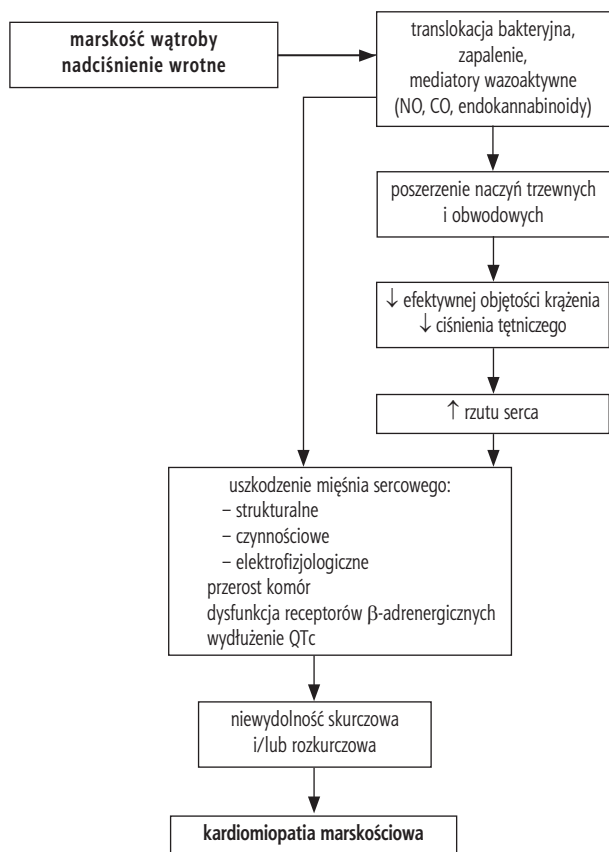 marskość wątroby
nadciśnienie wrotne
translokacja bakteryjna,
zapalenie,
mediatory wazoaktywne
(NO, CO, endokannabinoidy)
poszerzenie naczyń trzewnych
i obwodowych
↓ efektywnej objętości krążenia
↓ ciśnienia tętniczego
↑ rzutu serca
uszkodzenie mięśnia sercowego:
– strukturalne
– czynnościowe
– elektrofizjologiczne
przerost komór
dysfunkcja receptorów β-adrenergicznych
wydłużenie QTc
niewydolność skurczowa
i/lub rozkurczowa
kardiomiopatia marskościowa